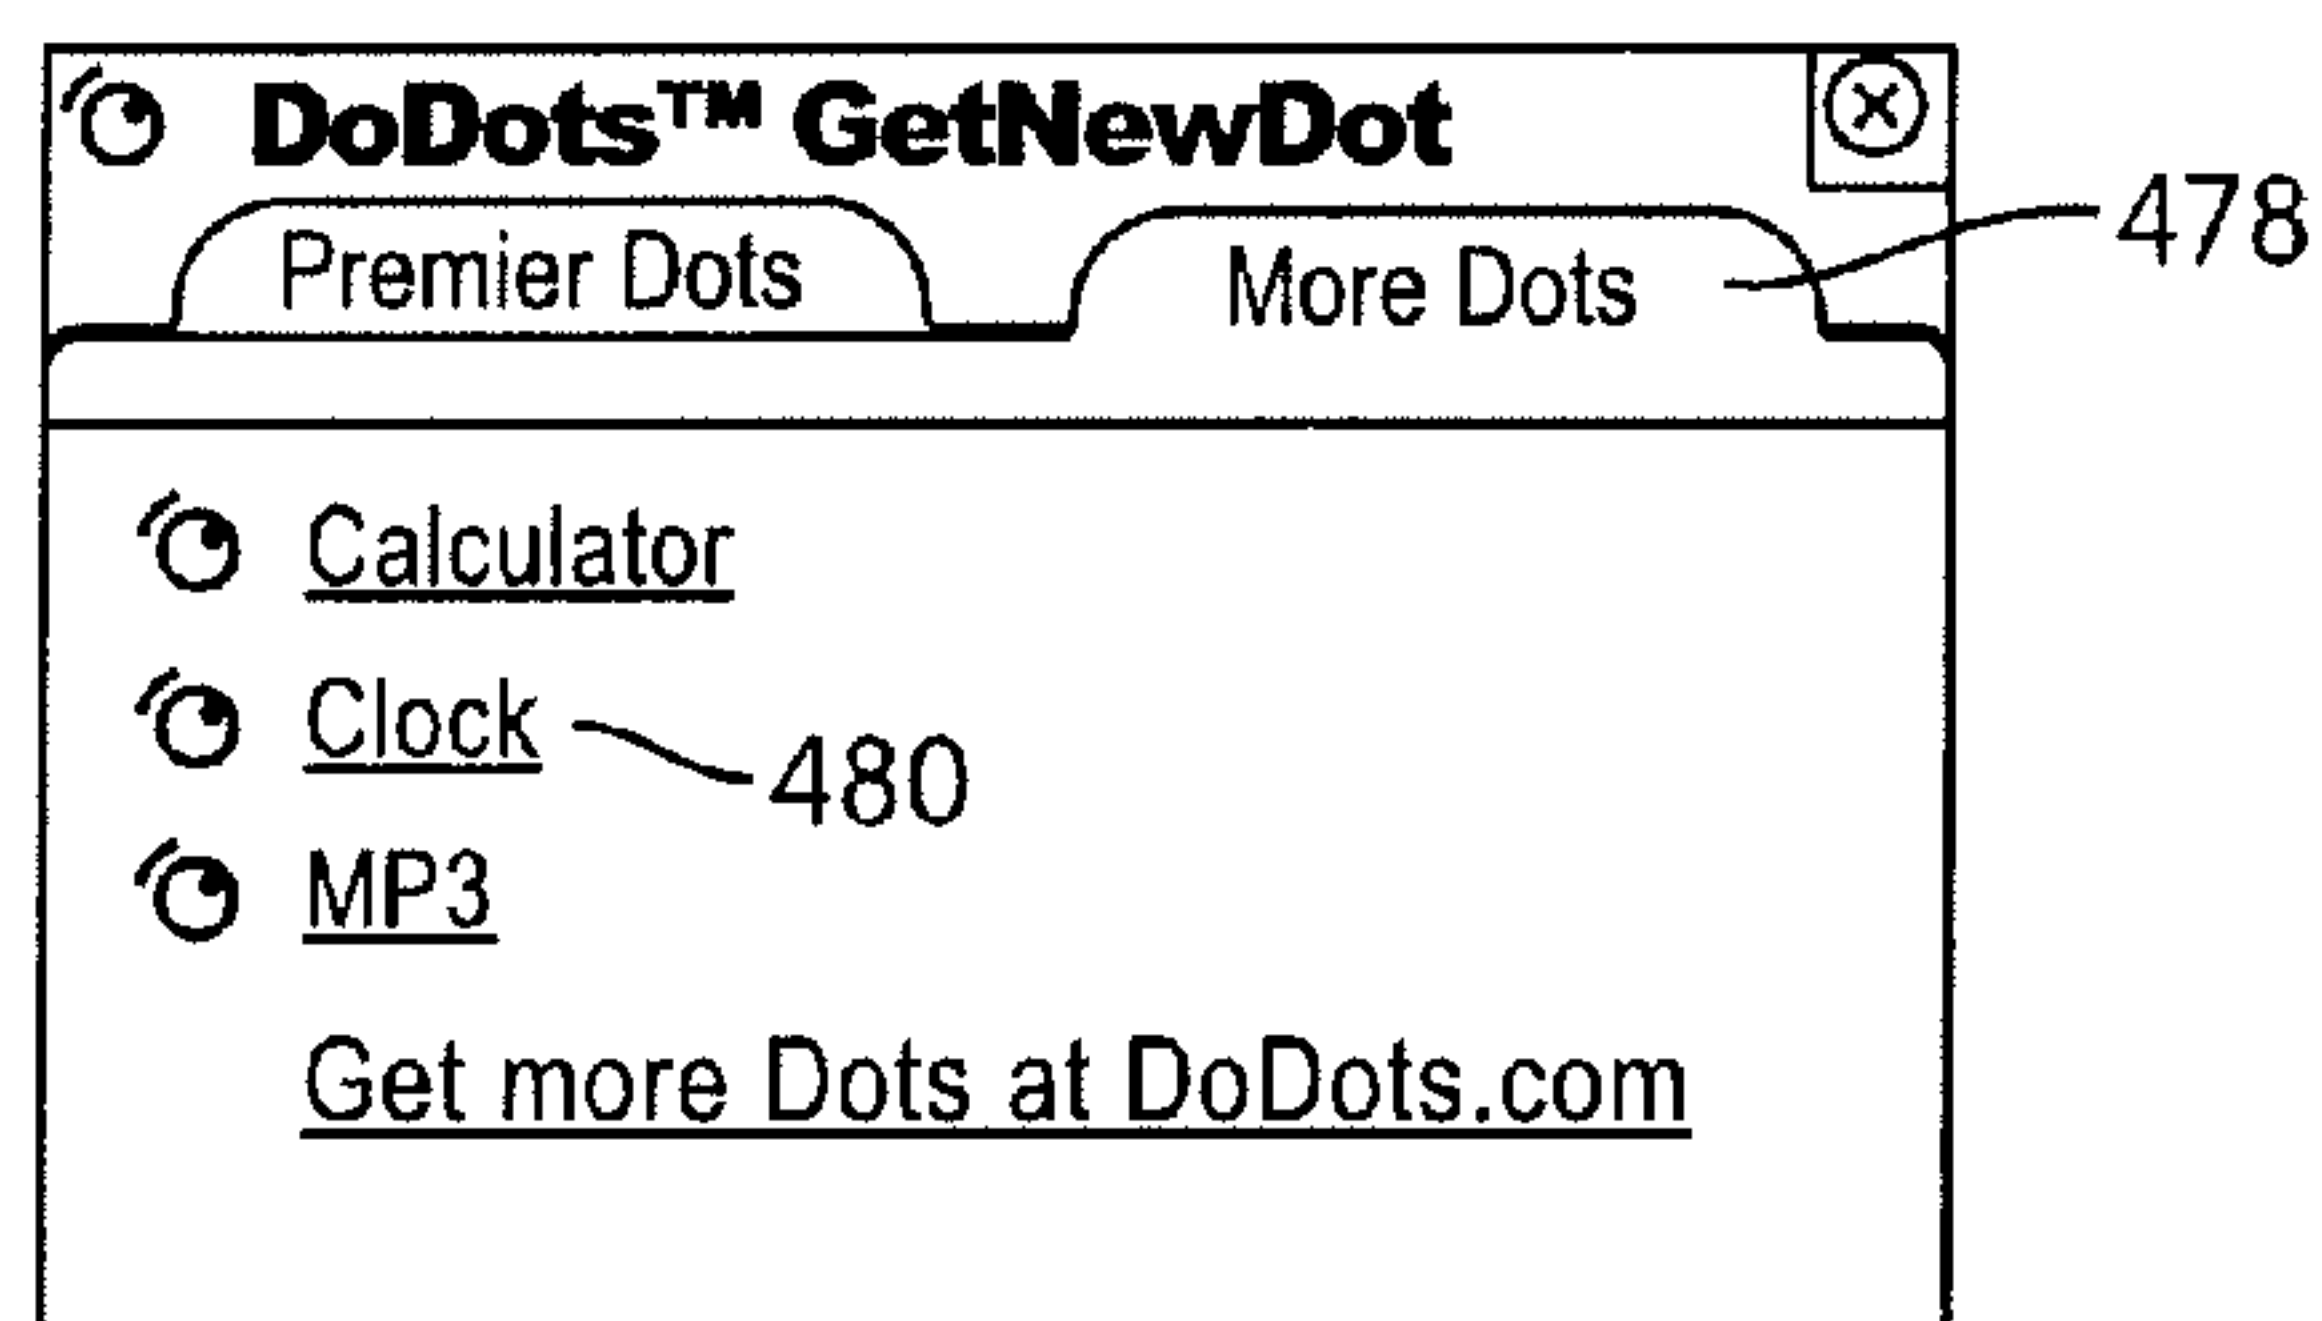 DoDots™ GetNewDot
Premier Dots More Dots 478
Calculator
Clock 480
MP3
Get more Dots at DoDots.com